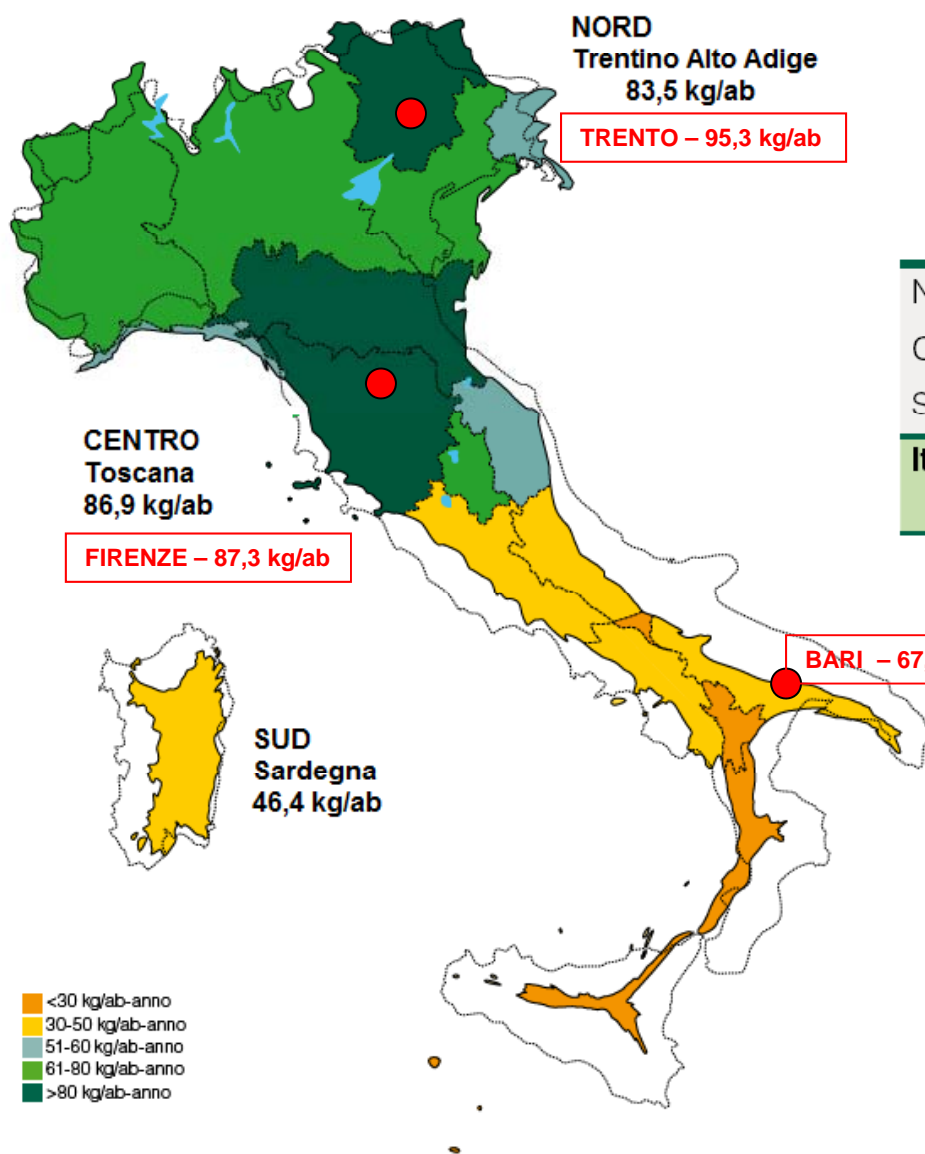 NORD
Trentino Alto Adige
83,5 kg/ab
TRENTO – 95,3 kg/ab
N
C
S
It
CENTRO
Toscana
86,9 kg/ab
FIRENZE – 87,3 kg/ab
BARI – 67
SUD
Sardegna
46,4 kg/ab
<30 kg/ab-anno
30-50 kg/ab-anno
51-60 kg/ab-anno
61-80 kg/ab-anno
>80 kg/ab-anno